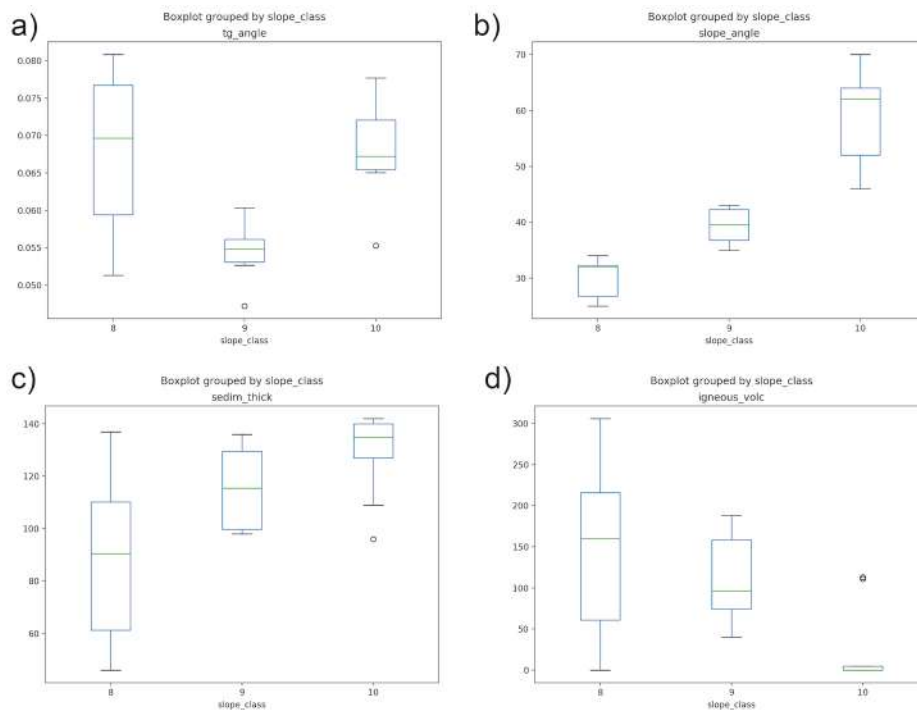 a)
Boxplot grouped by slope_class
tg_angle
0.080
0.075
0.070
0.065
0.060
0.055
0.050
8 9 10
slope_class
b)
Boxplot grouped by slope_class
slope_angle
70
60
50
40
30
8 9 10
slope_class
c)
Boxplot grouped by slope_class
sedim_thick
140
120
100
80
60
8 9 10
slope_class
d)
Boxplot grouped by slope_class
igneous_volc
300
250
200
150
100
50
0
8 9 10
slope_class